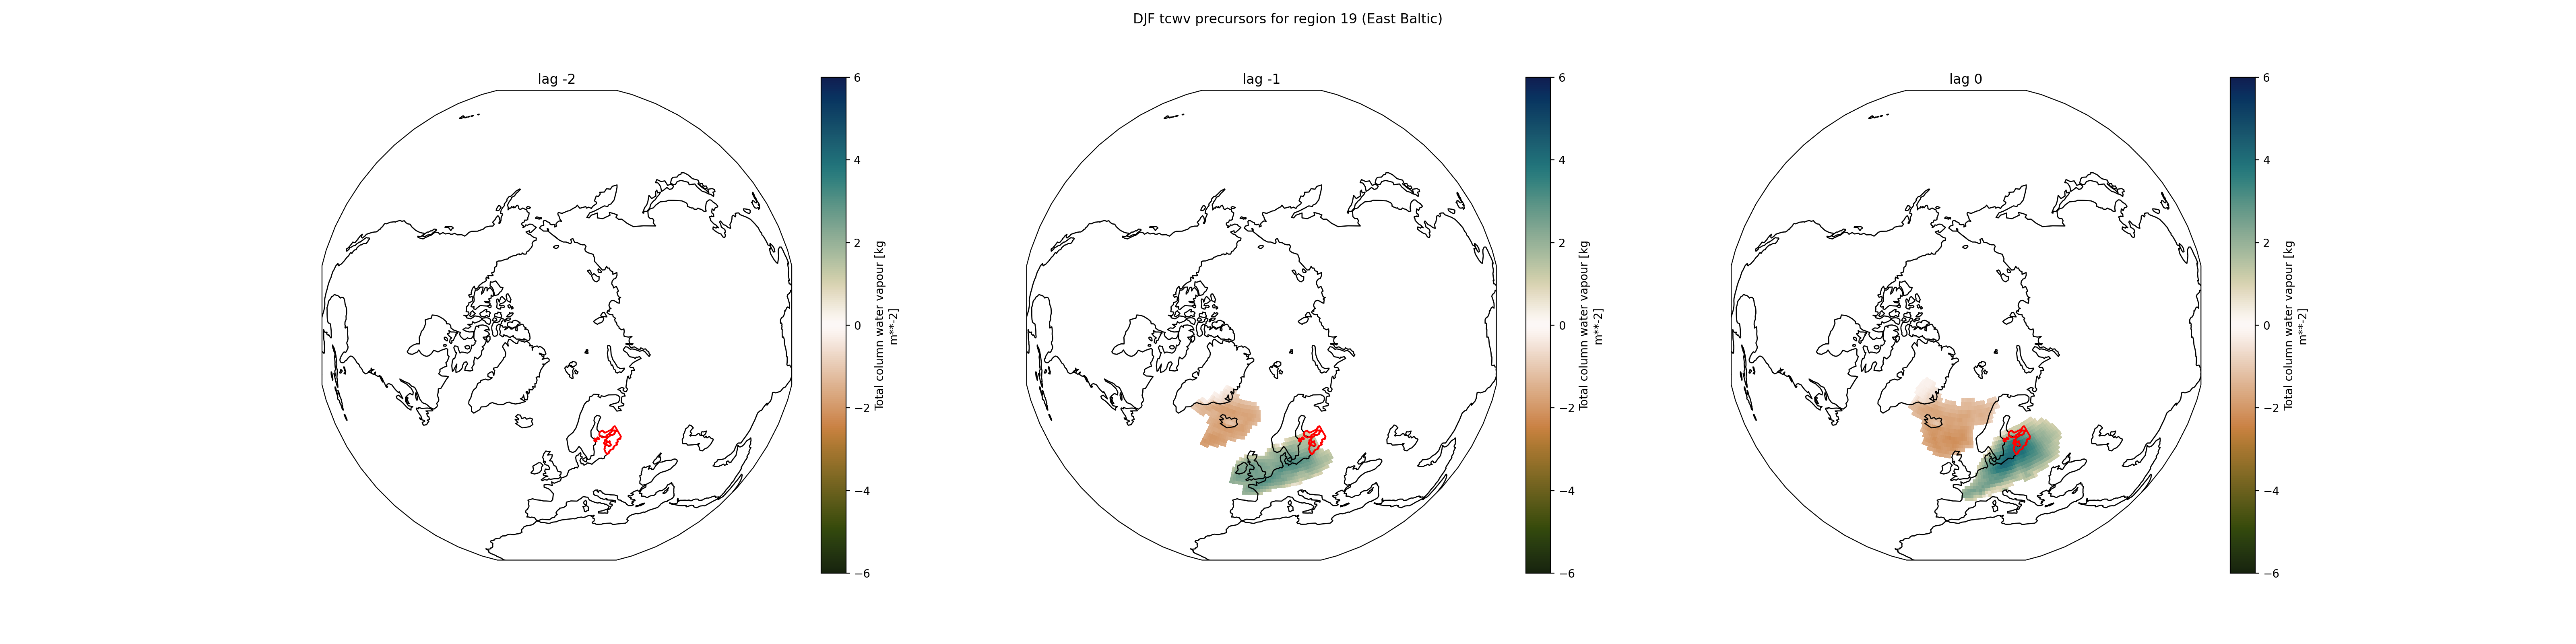 DJF tcwv precursors for region 19 (East Baltic)
lag -2
6
4
2
0
−2
−4
−6
Total column water vapour [kg
m**-2]
lag -1
6
4
2
0
−2
−4
−6
Total column water vapour [kg
m**-2]
lag 0
6
4
2
0
−2
−4
−6
Total column water vapour [kg
m**-2]